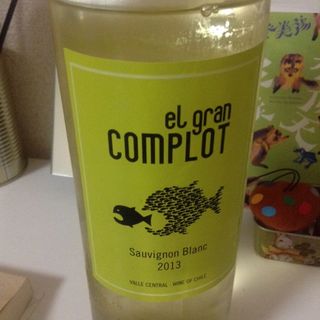 el gran
COMPLOT
Sauvignon Blanc
2013
VALLE CENTRAL · WINE OF CHILE